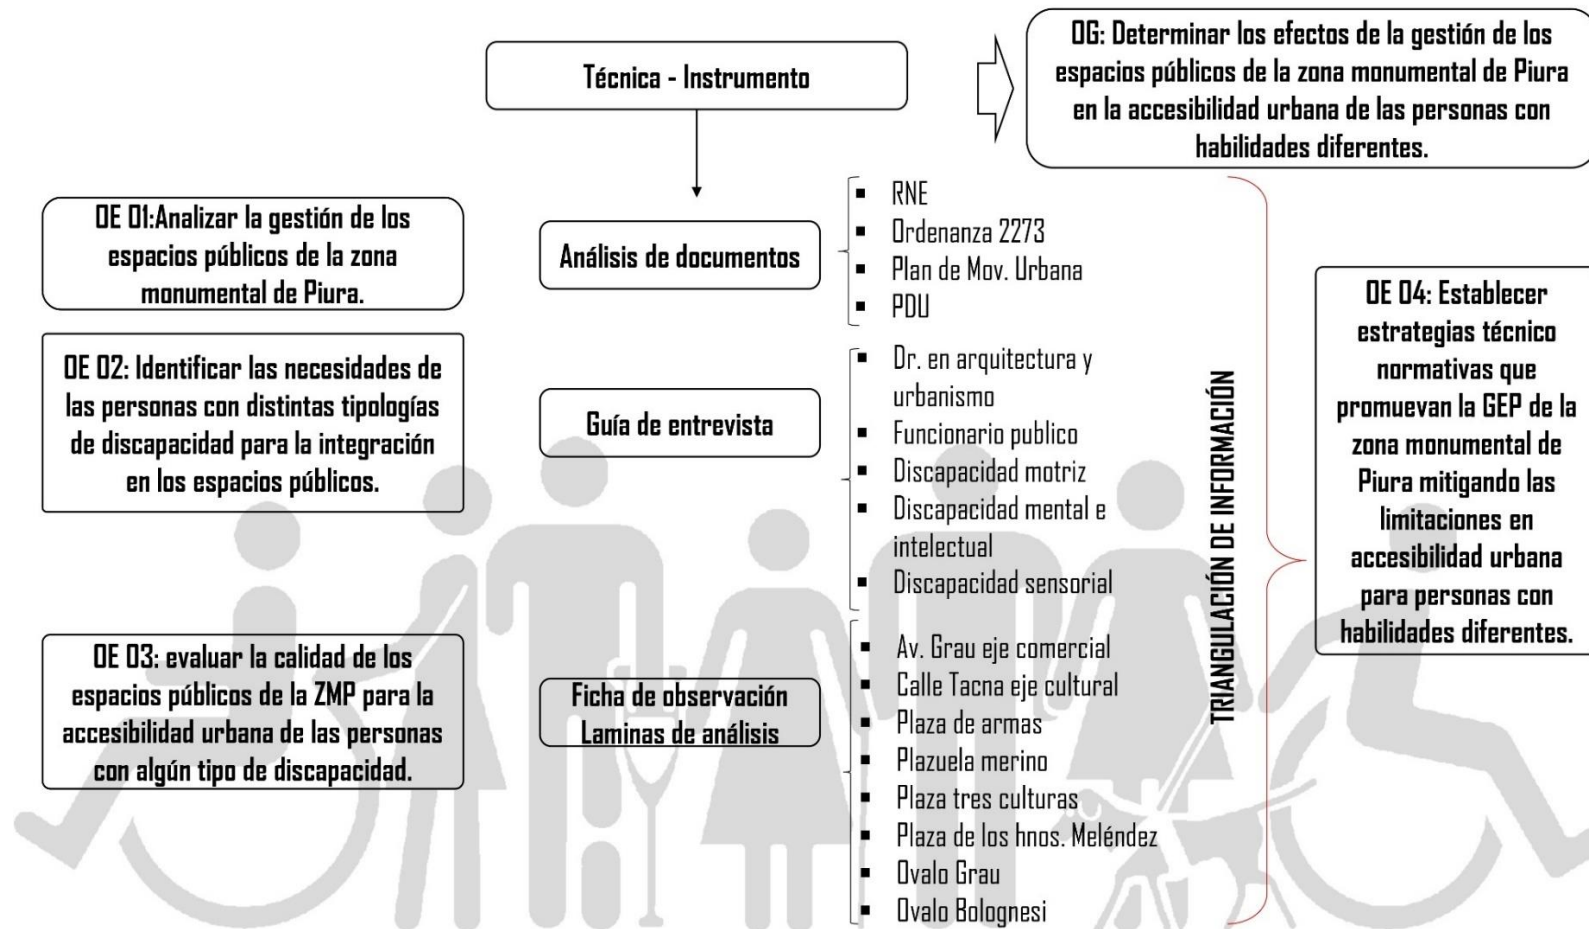 Técnica - Instrumento
OG: Determinar los efectos de la gestión de los
espacios públicos de la zona monumental de Piura
en la accesibilidad urbana de las personas con
habilidades diferentes.
OE 01:Analizar la gestión de los
espacios públicos de la zona
monumental de Piura.
Análisis de documentos
▪ RNE
▪ Ordenanza 2273
▪ Plan de Mov. Urbana
▪ PDU
OE 02: Identificar las necesidades de
las personas con distintas tipologías
de discapacidad para la integración
en los espacios públicos.
Guía de entrevista
▪ Dr. en arquitectura y
urbanismo
▪ Funcionario publico
▪ Discapacidad motriz
▪ Discapacidad mental e
intelectual
▪ Discapacidad sensorial
OE 03: evaluar la calidad de los
espacios públicos de la ZMP para la
accesibilidad urbana de las personas
con algún tipo de discapacidad.
Ficha de observación
Laminas de análisis
▪ Av. Grau eje comercial
▪ Calle Tacna eje cultural
▪ Plaza de armas
▪ Plazuela merino
▪ Plaza tres culturas
▪ Plaza de los hnos. Meléndez
▪ Ovalo Grau
▪ Ovalo Bolognesi
TRIANGULACIÓN DE INFORMACIÓN
OE 04: Establecer
estrategias técnico
normativas que
promuevan la GEP de la
zona monumental de
Piura mitigando las
limitaciones en
accesibilidad urbana
para personas con
habilidades diferentes.